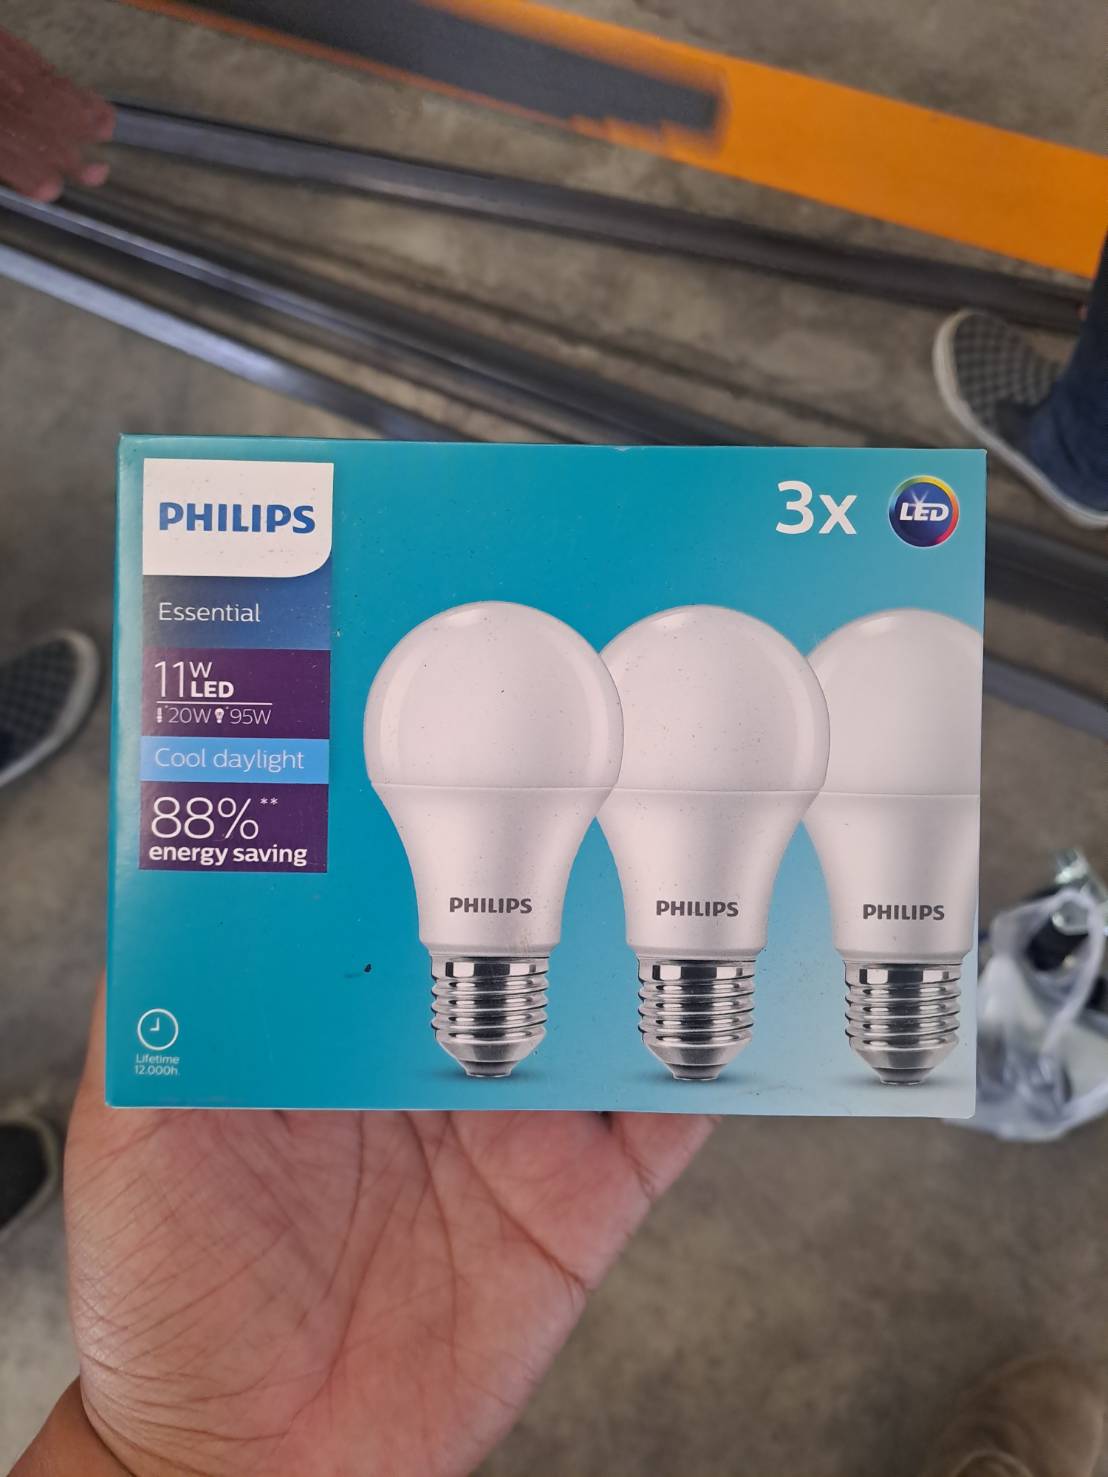 PHILIPS
3x LED
Essential
11W
LED
*20W *95W
Cool daylight
88%**
energy saving
PHILIPS PHILIPS PHILIPS
Lifetime
12.000h